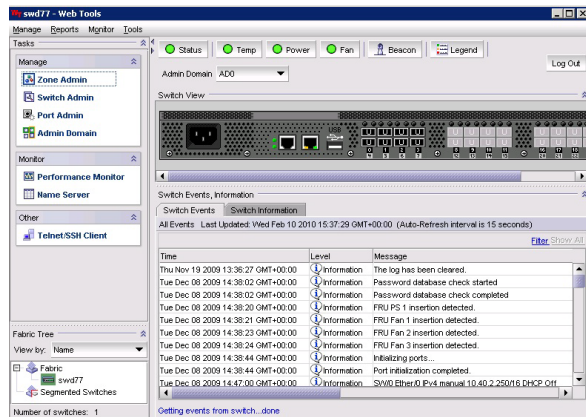 swd77 - Web Tools
Manage Reports Monitor Tools
Tasks
Manage
Zone Admin
Switch Admin
Port Admin
Admin Domain
Monitor
Performance Monitor
Name Server
Other
Telnet/SSH Client
Fabric Tree
View by: Name
Fabric
swd77
Segmented Switches
Number of switches: 1
Status Temp Power Fan Beacon Legend
Log Out
Admin Domain AD0
Switch View
USB
Switch Events, Information
Switch Events Switch Information
All Events Last Updated: Wed Feb 10 2010 15:37:29 GMT+00:00 (Auto-Refresh interval is 15 seconds)
Filter Show All
Time Level Message
Thu Nov 19 2009 13:36:27 GMT+00:00 Information The log has been cleared.
Tue Dec 08 2009 14:38:02 GMT+00:00 Information Password database check started
Tue Dec 08 2009 14:38:02 GMT+00:00 Information Password database check completed
Tue Dec 08 2009 14:38:20 GMT+00:00 Information FRU PS 1 insertion detected.
Tue Dec 08 2009 14:38:21 GMT+00:00 Information FRU Fan 1 insertion detected.
Tue Dec 08 2009 14:38:23 GMT+00:00 Information FRU Fan 2 insertion detected.
Tue Dec 08 2009 14:38:24 GMT+00:00 Information FRU Fan 3 insertion detected.
Tue Dec 08 2009 14:38:44 GMT+00:00 Information Initializing ports...
Tue Dec 08 2009 14:38:44 GMT+00:00 Information Port initialization completed.
Tue Dec 08 2009 14:47:00 GMT+00:00 Information SW/0 Ether/0 IPv4 manual 10.40.2.250/16 DHCP Off
Getting events from switch...done